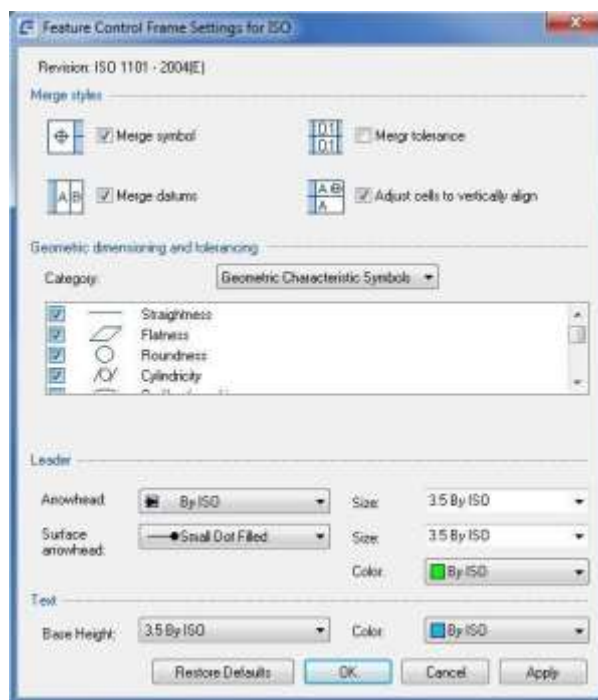 Feature Control Frame Settings for ISO
Revision: ISO 1101 - 2004(E)
Merge styles
Merge symbol
Mergr tolerance
Merge datums
Adjust cells to vertically align
Geometric dimensioning and tolerancing
Category:
Geometric Characteristic Symbols
Straightness
Flatness
Roundness
Cylindricity
Leader
Arrowhead: By ISO Size: 3.5 By ISO
Surface arrowhead: Small Dot Filled Size: 3.5 By ISO
Color: By ISO
Text
Base Height: 3.5 By ISO Color By ISO
Restore Defaults OK Cancel Apply